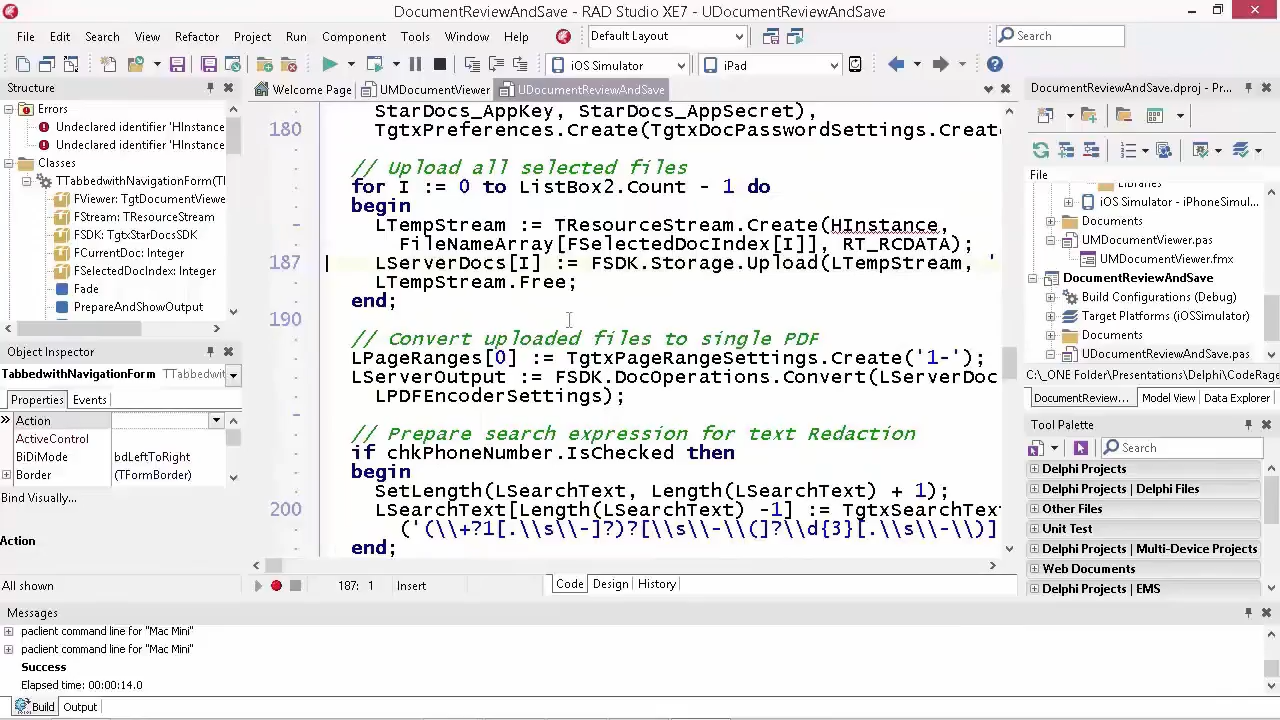 DocumentReviewAndSave - RAD Studio XE7 - UDocumentReviewAndSave
File Edit Search View Refactor Project Run Component Tools Window Help
Default Layout
Search
iOS Simulator
iPad
Structure
Errors
Undeclared identifier 'HInstance
Undeclared identifier 'HInstance
Classes
TTabbedwithNavigationForm(T
FViewer: TgtDocumentViewe
FStream: TResourceStream
FSDK: TgtxStarDocsSDK
FCurrentDoc: Integer
FSelectedDocIndex: Integer
Fade
PrepareAndShowOutput
Object Inspector
TabbedwithNavigationForm TTabbedwit
Properties Events
Action
ActiveControl
BiDiMode bdLeftToRight
Border (TFormBorder)
Bind Visually...
Action
All shown
Welcome Page UMDocumentViewer UDocumentReviewAndSave
StarDocs_AppKey, StarDocs_AppSecret),
180 TgtxPreferences.Create(TgtxDocPasswordSettings.Create
// Upload all selected files
for I := 0 to ListBox2.Count - 1 do
begin
LTempStream := TResourceStream.Create(HInstance,
FileNameArray[FSelectedDocIndex[I]], RT_RCDATA);
187 LServerDocs[I] := FSDK.Storage.Upload(LTempStream, '
LTempStream.Free;
end;
190
// Convert uploaded files to single PDF
LPageRanges[0] := TgtxPageRangeSettings.Create('1-');
LServerOutput := FSDK.DocOperations.Convert(LServerDoc
LPDFEncoderSettings);
// Prepare search expression for text Redaction
if chkPhoneNumber.IsChecked then
begin
SetLength(LSearchText, Length(LSearchText) + 1);
200 LSearchText[Length(LSearchText) -1] := TgtxSearchText
('(\\+?1[.\\s\\-]?)?[\\s\\-\\(]?\\d{3}[.\\s\\-\\)]
end;
187: 1 Insert
Code Design History
DocumentReviewAndSave.dproj - Pr...
File
Libraries
iOS Simulator - iPhoneSimul...
Documents
UMDocumentViewer.pas
UMDocumentViewer.fmx
DocumentReviewAndSave
Build Configurations (Debug)
Target Platforms (iOSSimulator)
Documents
UDocumentReviewAndSave.pas
C:\_ONE Folder\Presentations\Delphi\CodeRage
DocumentReview... Model View Data Explorer
Tool Palette
Search
Delphi Projects
Delphi Projects | Delphi Files
Other Files
Unit Test
Delphi Projects | Multi-Device Projects
Web Documents
Delphi Projects | EMS
Messages
paclient command line for "Mac Mini"
paclient command line for "Mac Mini"
Success
Elapsed time: 00:00:14.0
Build Output